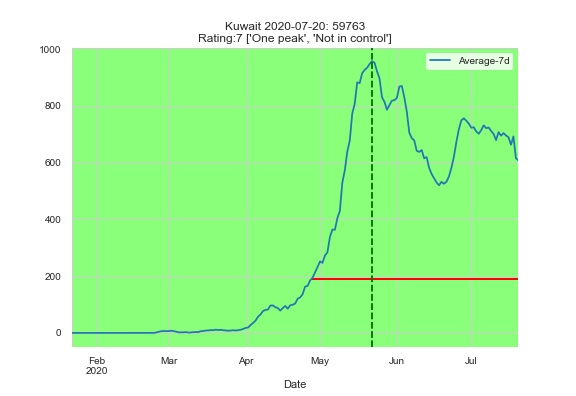 Kuwait 2020-07-20: 59763
Rating:7 ['One peak', 'Not in control']
Average-7d
1000
800
600
400
200
0
Feb Mar Apr May Jun Jul
2020
Date